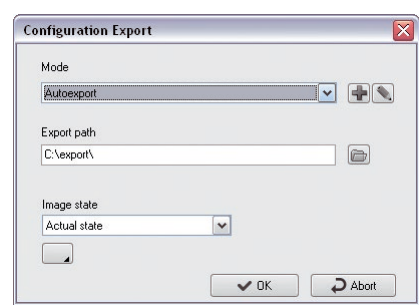 Configuration Export
Mode
Autoexport
Export path
C:\export\
Image state
Actual state
OK
Abort